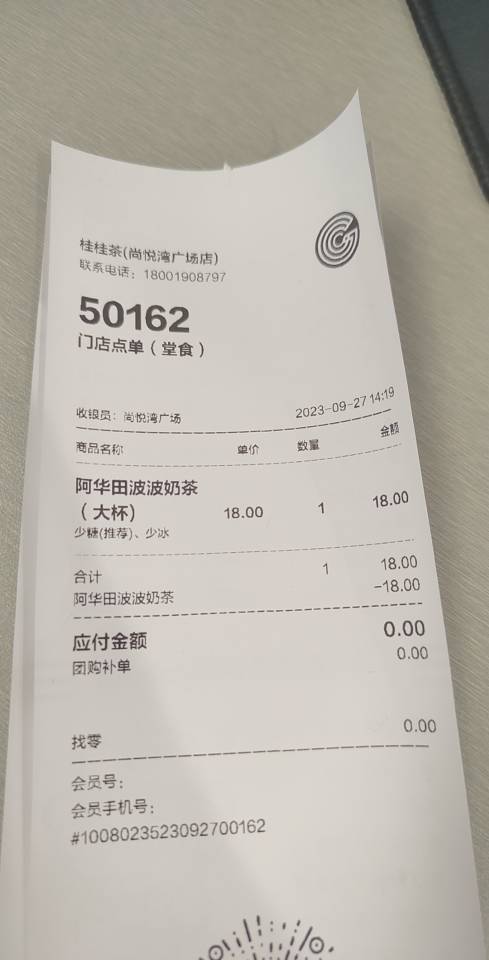 桂桂茶(尚悦湾广场店)
联系电话：18001908797
50162
门店点单（堂食）
收银员：尚悦湾广场 2023-09-27 14:19
商品名称 单价 数量 金额
阿华田波波奶茶
（大杯） 18.00 1 18.00
少糖(推荐)、少冰
合计 1 18.00
阿华田波波奶茶 -18.00
应付金额 0.00
团购补单 0.00
找零 0.00
会员号：
会员手机号：
#1008023523092700162